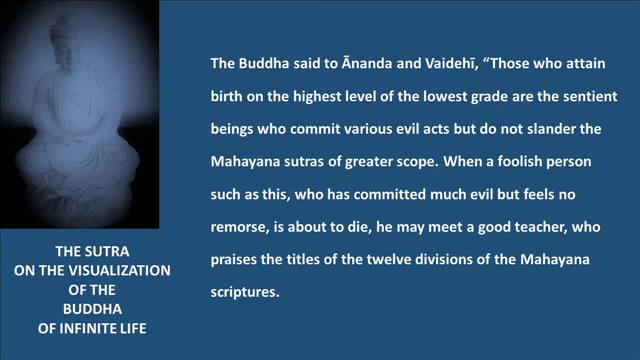 The Buddha said to Ānanda and Vaidehī, “Those who attain
birth on the highest level of the lowest grade are the sentient
beings who commit various evil acts but do not slander the
Mahayana sutras of greater scope. When a foolish person
such as this, who has committed much evil but feels no
remorse, is about to die, he may meet a good teacher, who
praises the titles of the twelve divisions of the Mahayana
scriptures.
THE SUTRA
ON THE VISUALIZATION
OF THE
BUDDHA
OF INFINITE LIFE